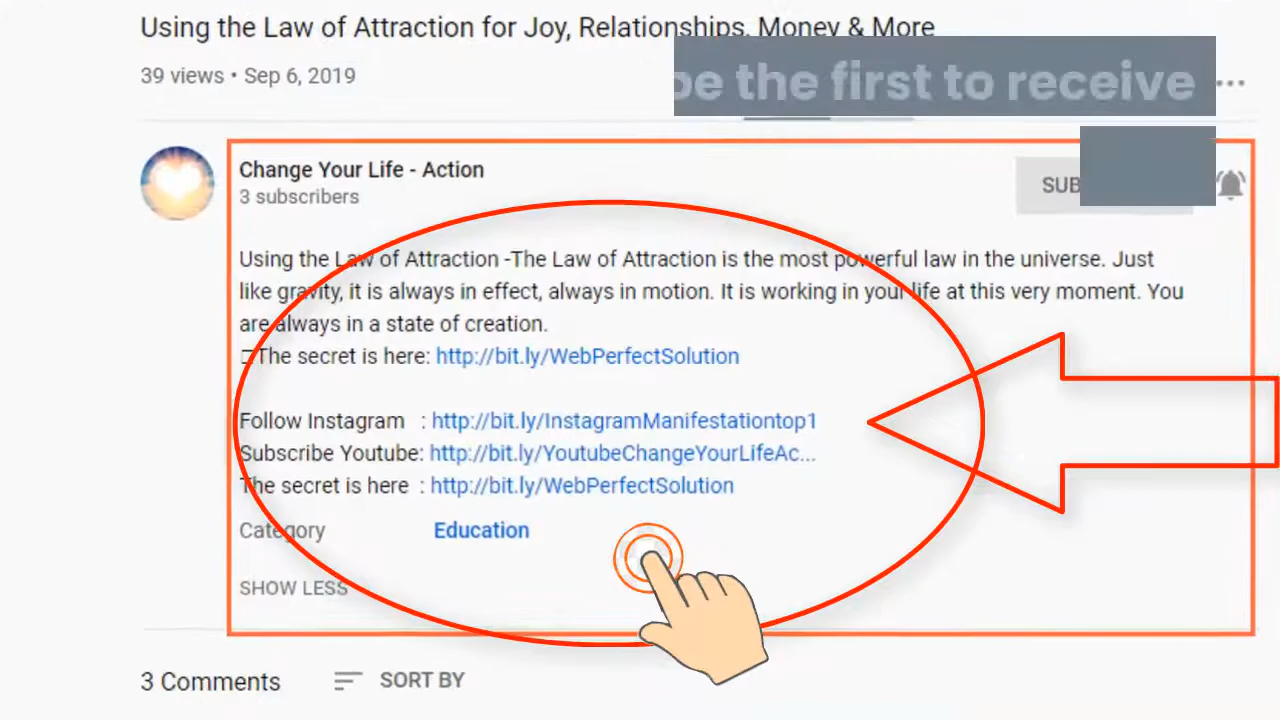 Using the Law of Attraction for Joy, Relationships, Money & More
39 views • Sep 6, 2019
be the first to receive
Change Your Life - Action
3 subscribers
SUB
Using the Law of Attraction -The Law of Attraction is the most powerful law in the universe. Just
like gravity, it is always in effect, always in motion. It is working in your life at this very moment. You
are always in a state of creation.
The secret is here: http://bit.ly/WebPerfectSolution
Follow Instagram : http://bit.ly/InstagramManifestationtop1
Subscribe Youtube: http://bit.ly/YoutubeChangeYourLifeAc...
The secret is here : http://bit.ly/WebPerfectSolution
Category Education
SHOW LESS
3 Comments SORT BY